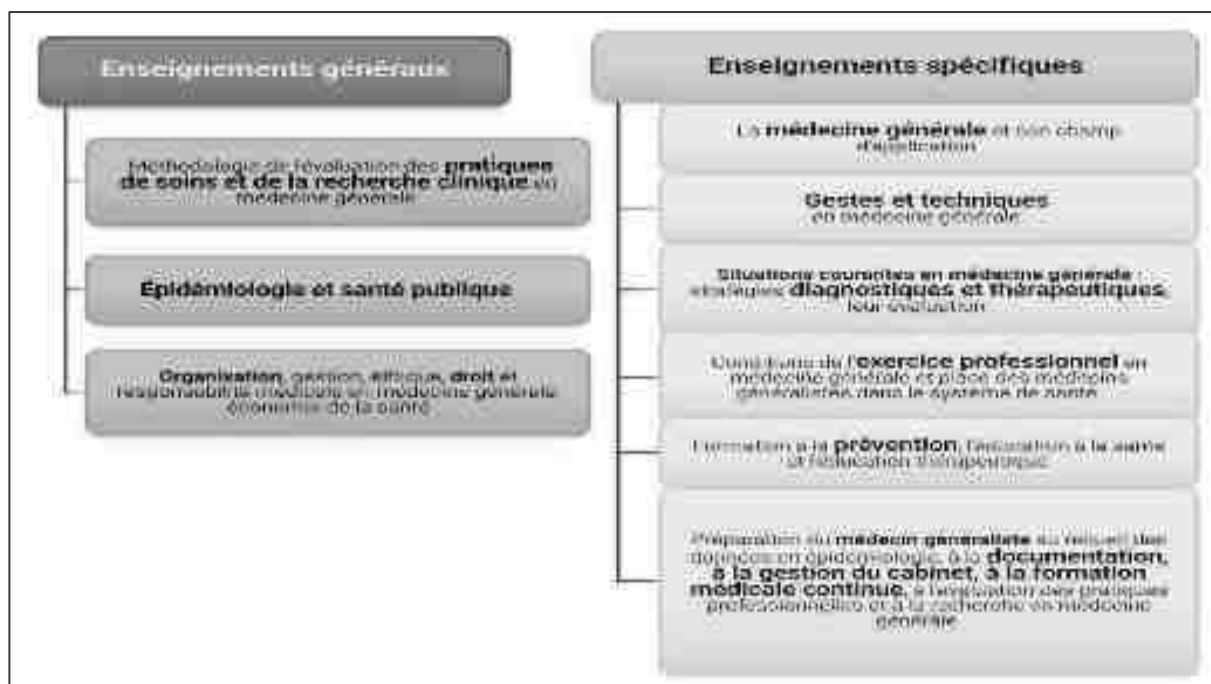 Enseignements généraux
Méthodologie de l'évaluation des pratiques
de soins et de la recherche clinique en
médecine générale
Epidémiologie et santé publique
Organisation, gestion, éthique, droit et
responsabilité médicale en médecine générale
économie de la santé
Enseignements spécifiques
La médecine générale et son champ
d'application
Gestes et techniques
en médecine générale
Situations courantes en médecine générale :
stratégies diagnostiques et thérapeutiques,
leur évaluation
Conditions de l'exercice professionnel en
médecine générale et place des médecins
généralistes dans le système de santé
Formation à la prévention, l'éducation à la santé
et l'éducation thérapeutique
Préparation du médecin généraliste au recueil des
données en épidémiologie, à la documentation,
à la gestion du cabinet, à la formation
médicale continue, à l'évaluation des pratiques
professionnelles et à la recherche en médecine
générale